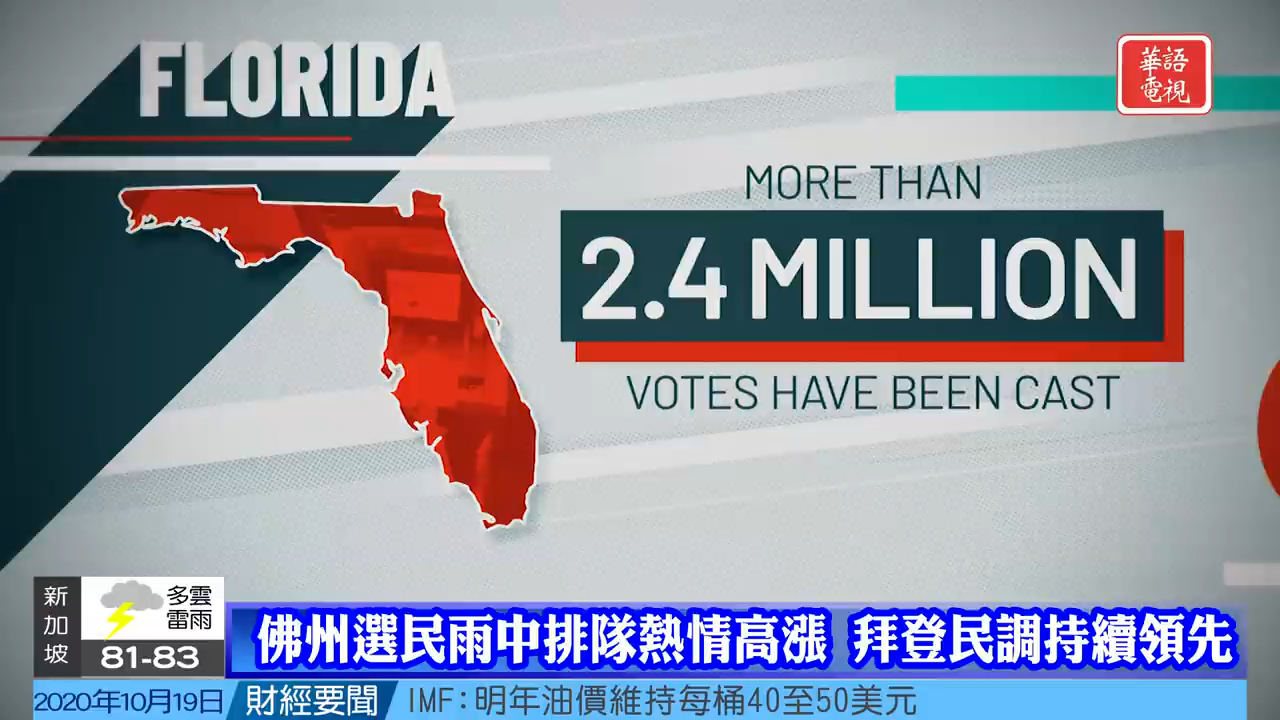 FLORIDA
華語
電視
MORE THAN
2.4 MILLION
VOTES HAVE BEEN CAST
新加坡
多雲
雷雨
81-83
佛州選民雨中排隊熱情高漲 拜登民調持續領先
2020年10月19日
財經要聞
IMF:明年油價維持每桶40至50美元